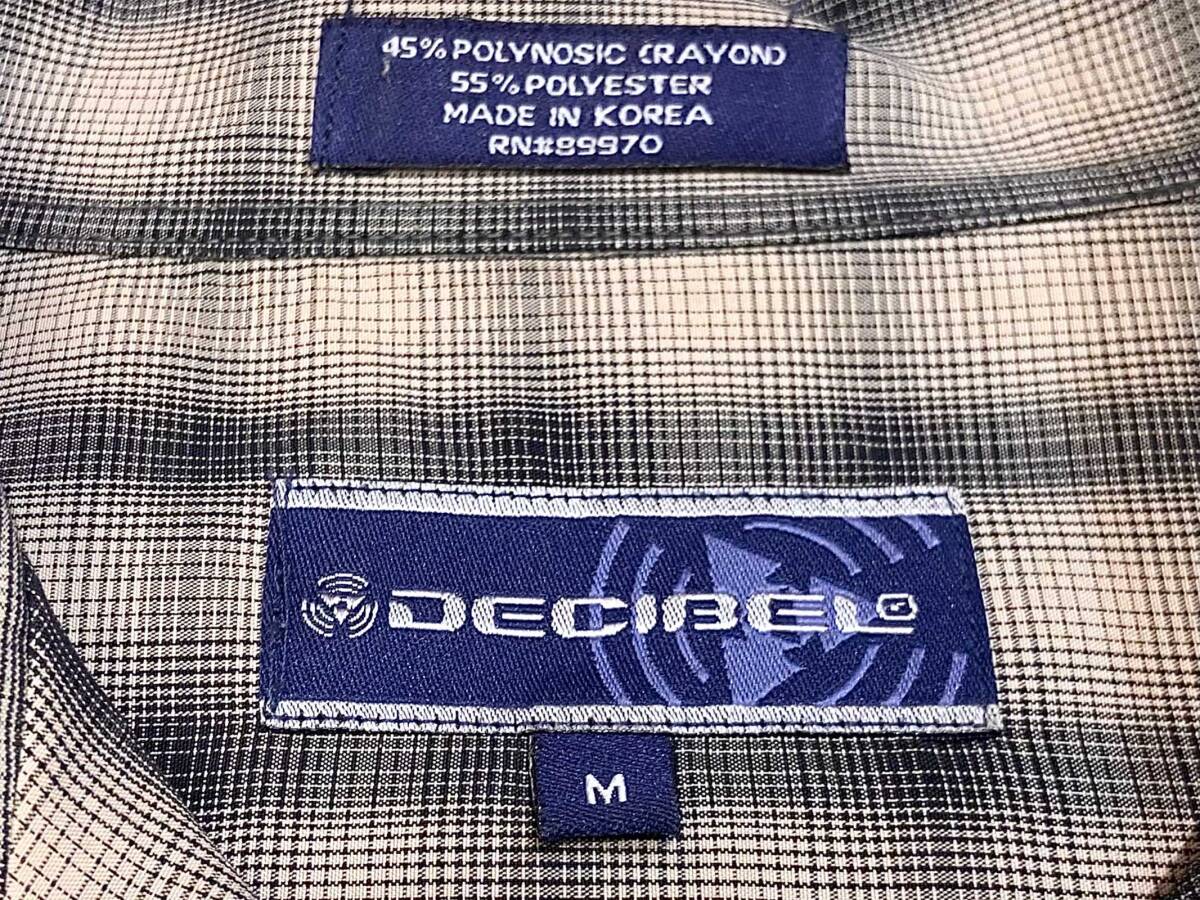 45% POLYNOSIC (RAYON)
55% POLYESTER
MADE IN KOREA
RN#89970
DECIBEL
M